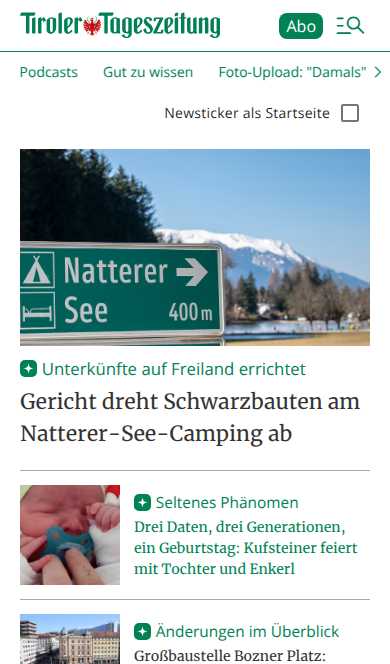 Tiroler Tageszeitung
Abo
Podcasts Gut zu wissen Foto-Upload: "Damals"
Newsticker als Startseite
Natterer
See 400 m
Unterkünfte auf Freiland errichtet
Gericht dreht Schwarzbauten am
Natterer-See-Camping ab
Seltenes Phänomen
Drei Daten, drei Generationen,
ein Geburtstag: Kufsteiner feiert
mit Tochter und Enkerl
Änderungen im Überblick
Großbaustelle Bozner Platz: